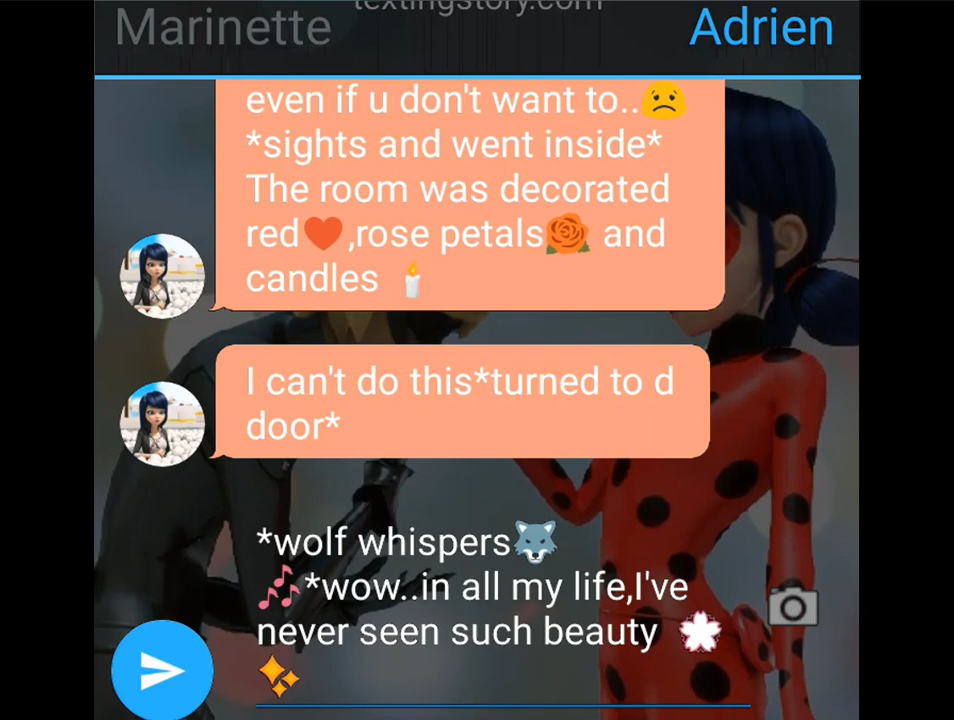 textingstory.com
Marinette
Adrien
even if u don't want to..😟
*sights and went inside*
The room was decorated
red❤️,rose petals🌹 and
candles 🕯️
I can't do this*turned to d
door*
*wolf whispers🐺
🎶*wow..in all my life,I've
never seen such beauty 💮
✨